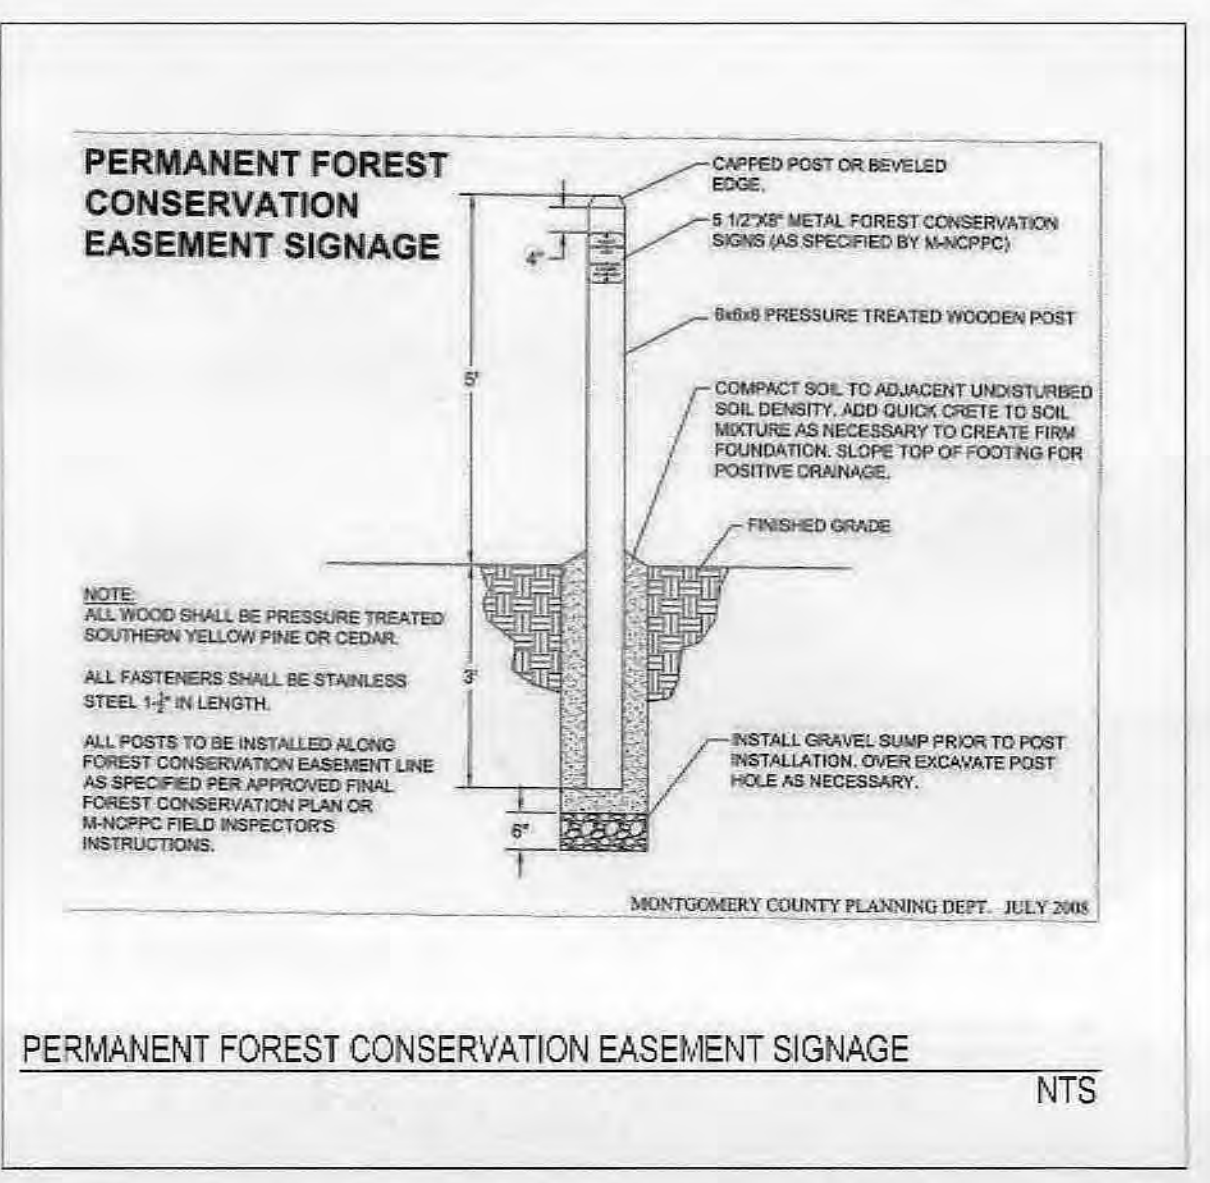 PERMANENT FOREST
CONSERVATION
EASEMENT SIGNAGE
CAPPED POST OR BEVELED
EDGE.
5 1/2"X8" METAL FOREST CONSERVATION
SIGNS (AS SPECIFIED BY M-NCPPC)
4"
6x6x8 PRESSURE TREATED WOODEN POST
5'
COMPACT SOIL TO ADJACENT UNDISTURBED
SOIL DENSITY. ADD QUICK CRETE TO SOIL
MIXTURE AS NECESSARY TO CREATE FIRM
FOUNDATION. SLOPE TOP OF FOOTING FOR
POSITIVE DRAINAGE.
FINISHED GRADE
NOTE:
ALL WOOD SHALL BE PRESSURE TREATED
SOUTHERN YELLOW PINE OR CEDAR.
ALL FASTENERS SHALL BE STAINLESS
STEEL 1-½" IN LENGTH.
ALL POSTS TO BE INSTALLED ALONG
FOREST CONSERVATION EASEMENT LINE
AS SPECIFIED PER APPROVED FINAL
FOREST CONSERVATION PLAN OR
M-NCPPC FIELD INSPECTOR'S
INSTRUCTIONS.
3'
INSTALL GRAVEL SUMP PRIOR TO POST
INSTALLATION. OVER EXCAVATE POST
HOLE AS NECESSARY.
6"
MONTGOMERY COUNTY PLANNING DEPT. JULY 2008
PERMANENT FOREST CONSERVATION EASEMENT SIGNAGE
NTS